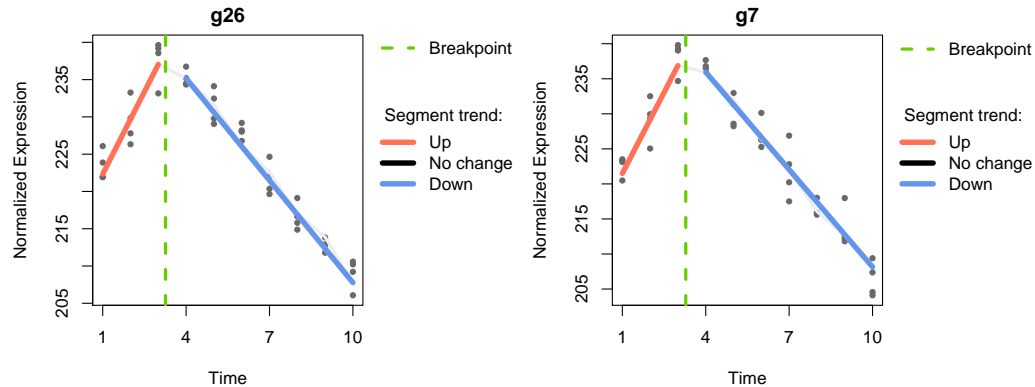 g26
Normalized Expression
205 215 225 235
1 4 7 10
Time
Breakpoint
Segment trend:
Up
No change
Down
g7
Normalized Expression
205 215 225 235
1 4 7 10
Time
Breakpoint
Segment trend:
Up
No change
Down